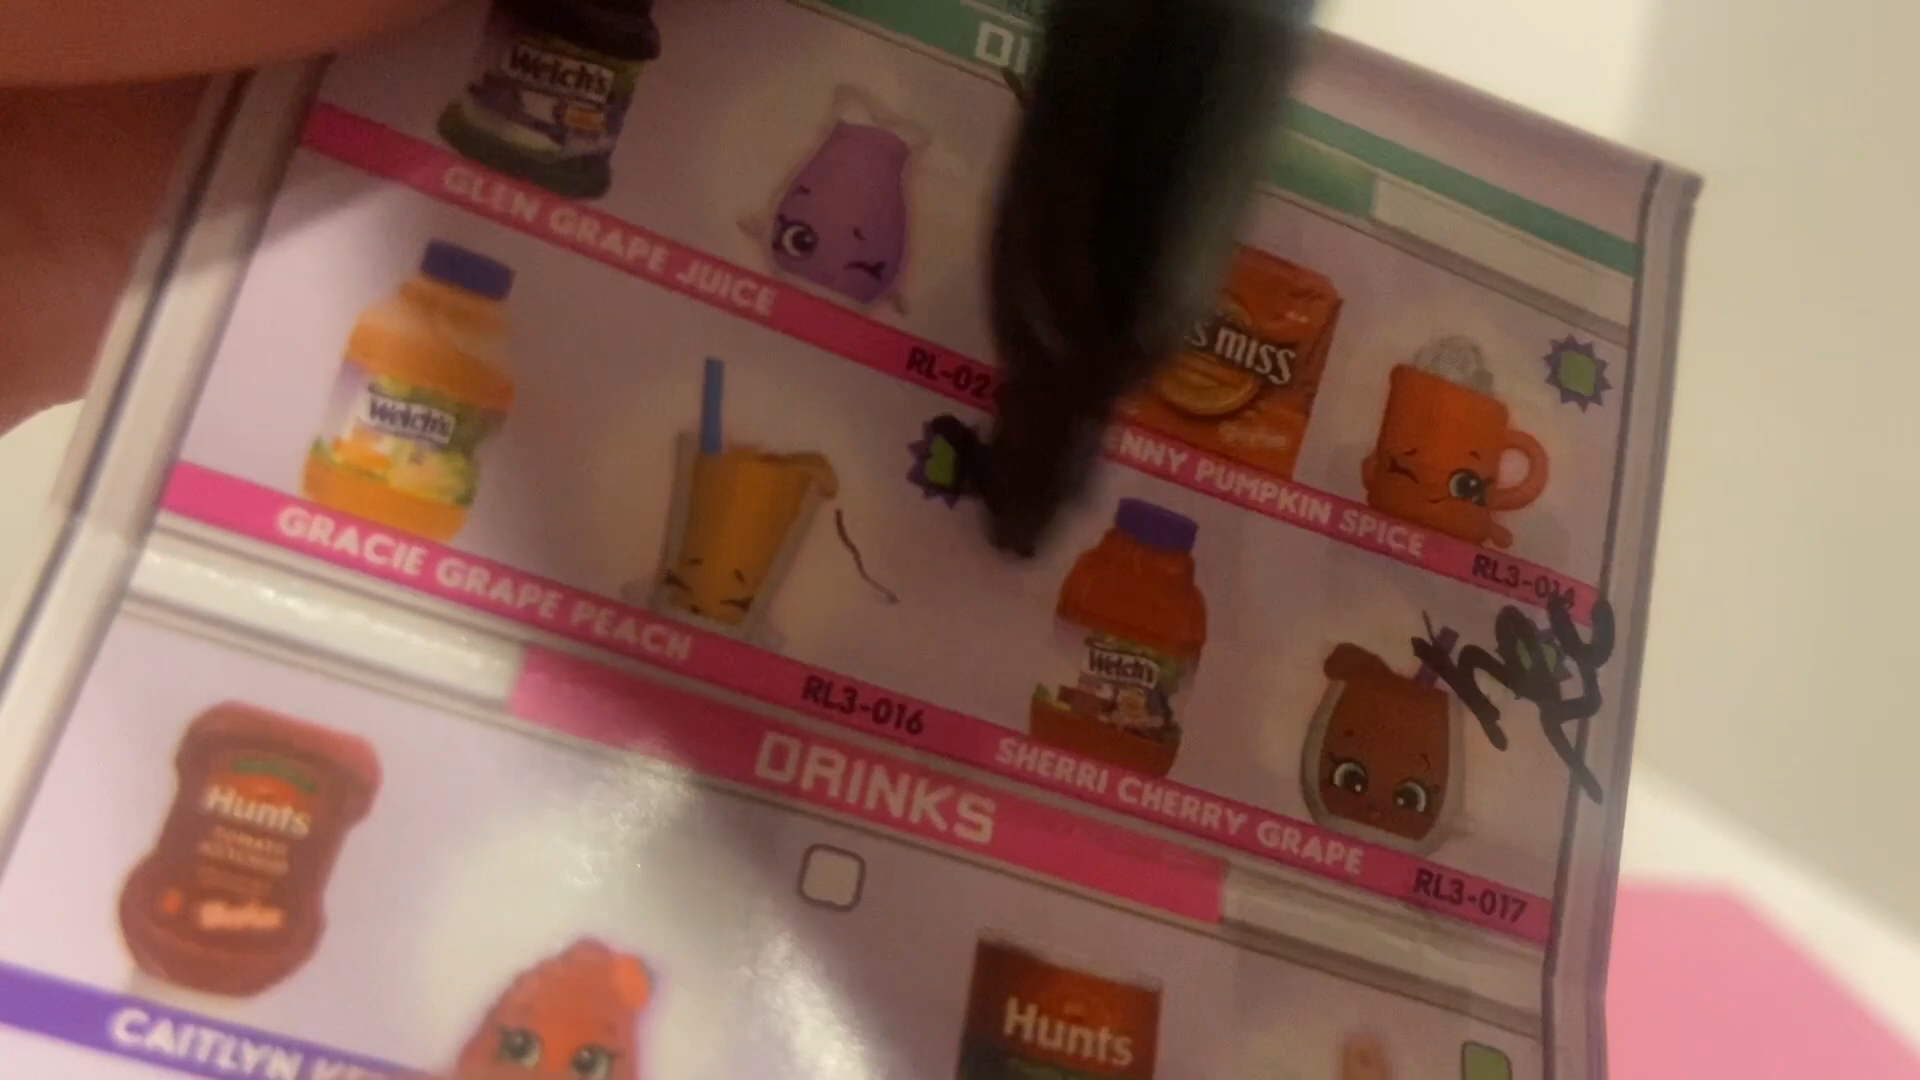 Welch's
GLEN GRAPE JUICE
RL-02
MISS
NNY PUMPKIN SPICE
RL3-014
Welch's
GRACIE GRAPE PEACH
RL3-016
Welch's
SHERRI CHERRY GRAPE
RL3-017
DRINKS
Hunts
CAITLYN
Hunts